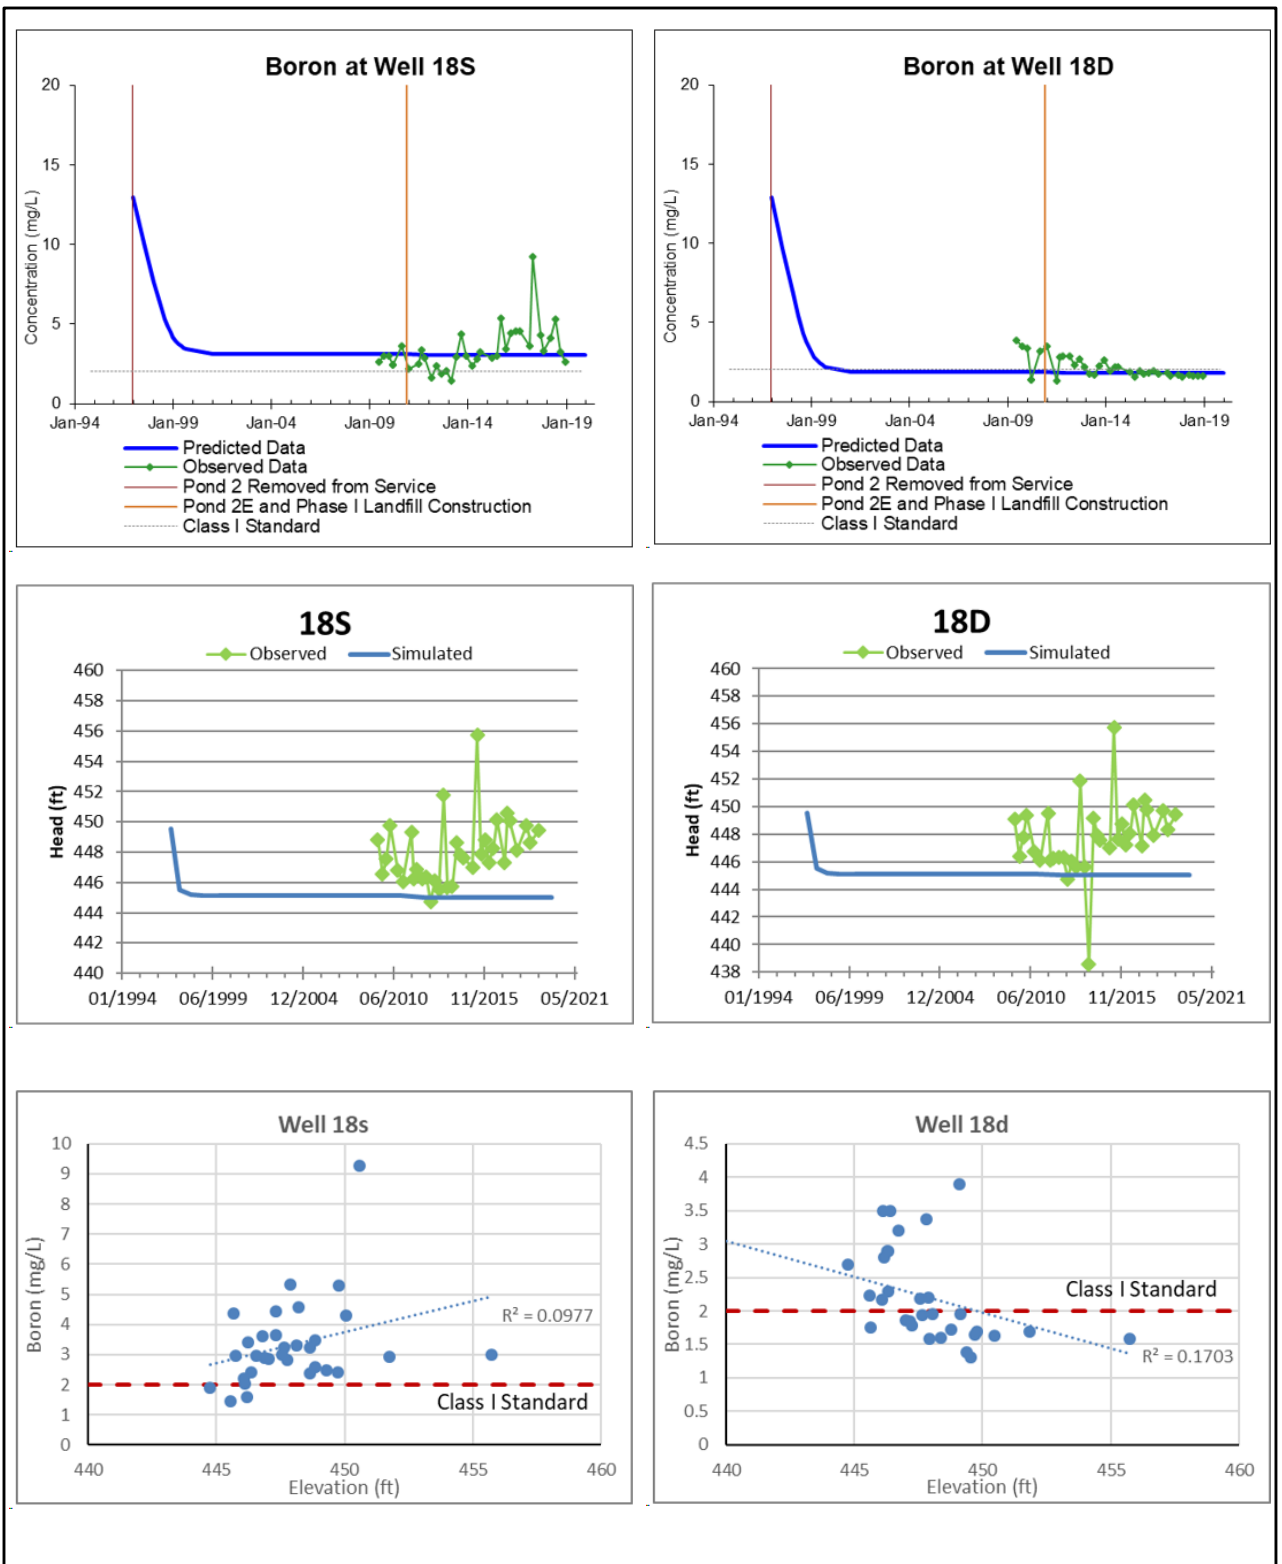 Boron at Well 18S
20
15
10
5
0
Concentration (mg/L)
Jan-94 Jan-99 Jan-04 Jan-09 Jan-14 Jan-19
Predicted Data
Observed Data
Pond 2 Removed from Service
Pond 2E and Phase I Landfill Construction
Class I Standard
Boron at Well 18D
20
15
10
5
0
Concentration (mg/L)
Jan-94 Jan-99 Jan-04 Jan-09 Jan-14 Jan-19
Predicted Data
Observed Data
Pond 2 Removed from Service
Pond 2E and Phase I Landfill Construction
Class I Standard
18S
Observed Simulated
460
458
456
454
452
450
448
446
444
442
440
Head (ft)
01/1994 06/1999 12/2004 06/2010 11/2015 05/2021
18D
Observed Simulated
460
458
456
454
452
450
448
446
444
442
440
438
Head (ft)
01/1994 06/1999 12/2004 06/2010 11/2015 05/2021
Well 18s
10
9
8
7
6
5
4
3
2
1
0
Boron (mg/L)
R² = 0.0977
Class I Standard
440 445 450 455 460
Elevation (ft)
Well 18d
4.5
4
3.5
3
2.5
2
1.5
1
0.5
0
Boron (mg/L)
Class I Standard
R² = 0.1703
440 445 450 455 460
Elevation (ft)